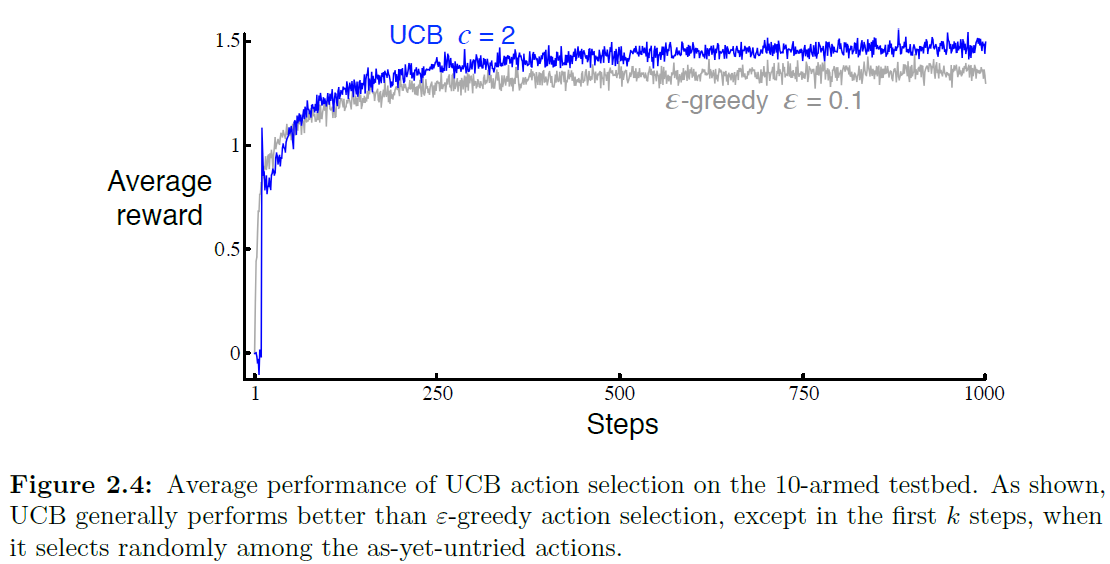 1.5
UCB c = 2
ε-greedy ε = 0.1
1
Average
reward
0.5
0
1 250 500 750 1000
Steps
Figure 2.4: Average performance of UCB action selection on the 10-armed testbed. As shown,
UCB generally performs better than ε-greedy action selection, except in the first k steps, when
it selects randomly among the as-yet-untried actions.